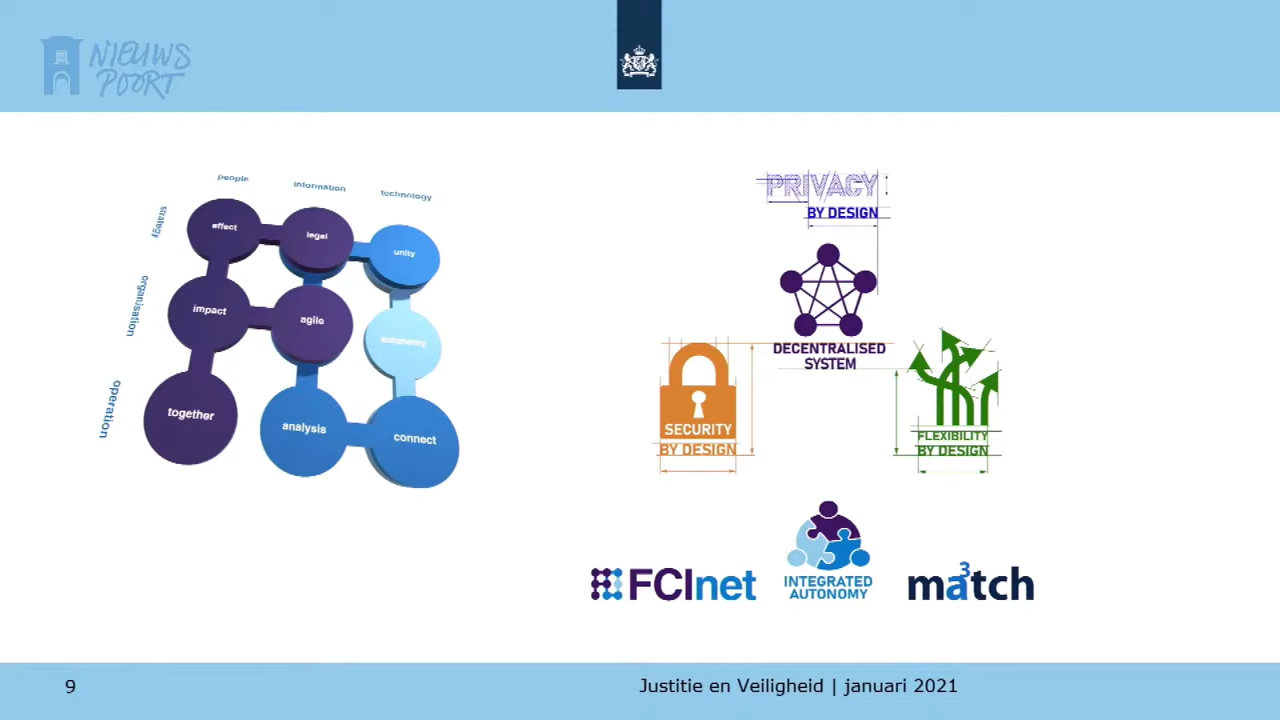 NIEUWS
POORT
people
information
technology
strategy
effect
legal
unity
organisation
impact
agile
autonomy
operation
together
analysis
connect
PRIVACY
BY DESIGN
DECENTRALISED
SYSTEM
SECURITY
BY DESIGN
FLEXIBILITY
BY DESIGN
FCInet
INTEGRATED
AUTONOMY
ma3tch
9
Justitie en Veiligheid | januari 2021